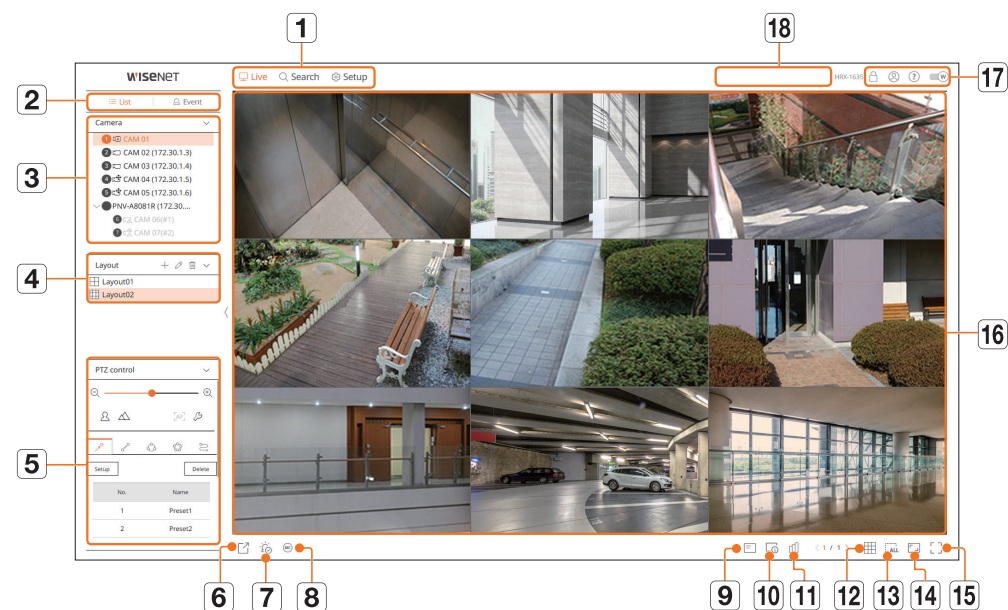 1
18
WISENET
Live Search Setup
HRX-1635
? W
17
2
List Event
Camera
3
1 CAM 01
2 CAM 02 (172.30.1.3)
3 CAM 03 (172.30.1.4)
4 CAM 04 (172.30.1.5)
5 CAM 05 (172.30.1.6)
PNV-A8081R (172.30....
6 CAM 06(#1)
7 CAM 07(#2)
4
Layout
Layout01
Layout02
16
PTZ control
AF
5
Setup Delete
No. Name
1 Preset1
2 Preset2
< 1 / 1 >
ALL
6 7 8 9 10 11 12 13 14 15